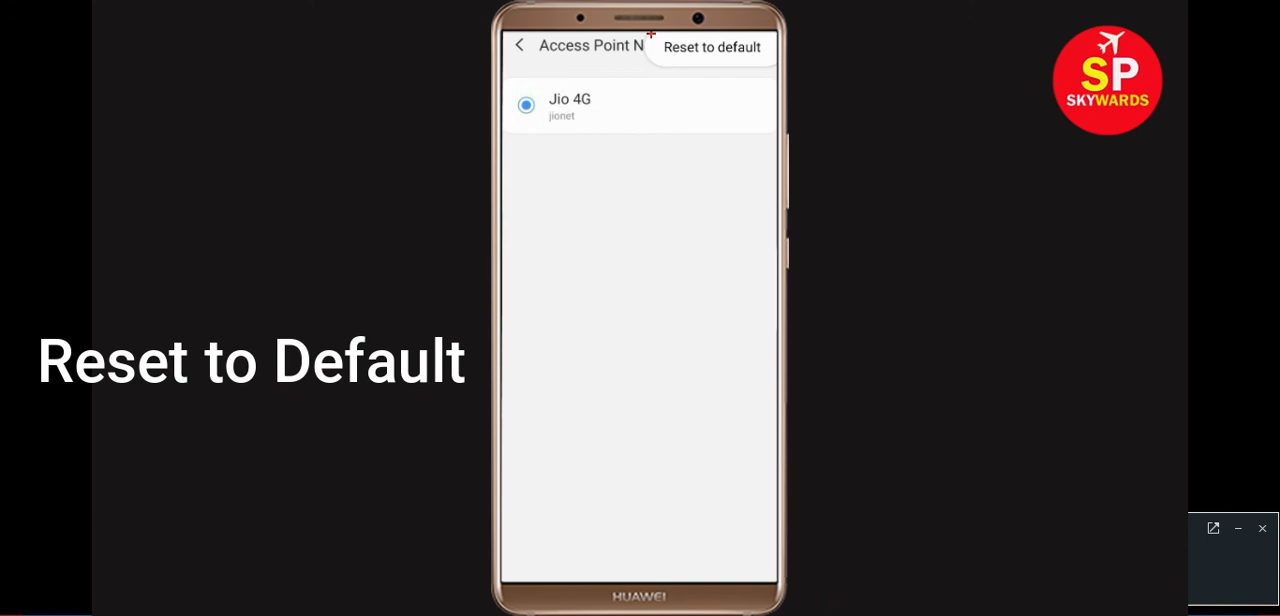 Access Point N
Reset to default
Jio 4G
jionet
Reset to Default
SP
SKYWARDS
HUAWEI